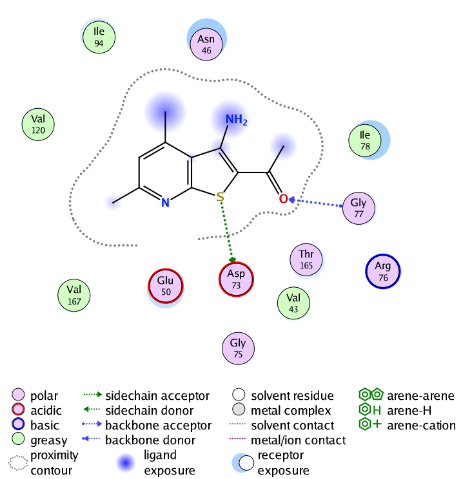 Ile
94
Asn
46
Val
120
NH2
Ile
78
N
S
O
Gly
77
Thr
165
Arg
76
Glu
50
Asp
73
Val
167
Val
43
Gly
75
polar sidechain acceptor solvent residue arene-arene
acidic sidechain donor metal complex H arene-H
basic backbone acceptor solvent contact + arene-cation
greasy backbone donor metal/ion contact
proximity
contour
ligand
exposure
receptor
exposure